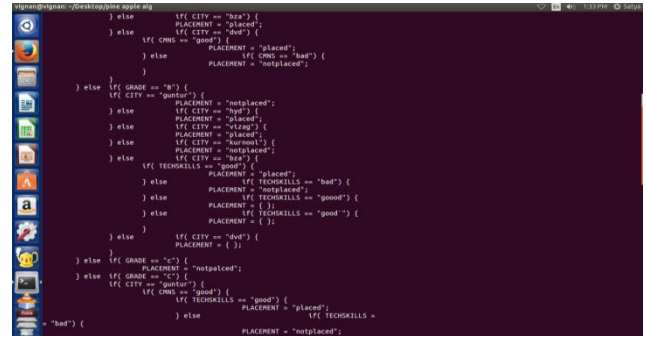 vignan@vignan: ~/Desktop/pine apple alg
En
1:33 PM
Satya
} else if( CITY == "bza") {
PLACEMENT = "placed";
} else if( CITY == "dvd") {
if( CMNS == "good") {
PLACEMENT = "placed";
} else if( CMNS == "bad") {
PLACEMENT = "notplaced";
}
}
} else if( GRADE == "B") {
if( CITY == "guntur") {
PLACEMENT = "notplaced";
} else if( CITY == "hyd") {
PLACEMENT = "placed";
} else if( CITY == "vizag") {
PLACEMENT = "placed";
} else if( CITY == "kurnool") {
PLACEMENT = "notplaced";
} else if( CITY == "bza") {
if( TECHSKILLS == "good") {
PLACEMENT = "placed";
} else if( TECHSKILLS == "bad") {
PLACEMENT = "notplaced";
} else if( TECHSKILLS == "goood") {
PLACEMENT = { };
} else if( TECHSKILLS == "good`") {
PLACEMENT = { };
}
} else if( CITY == "dvd") {
PLACEMENT = { };
}
} else if( GRADE == "c") {
PLACEMENT = "notpalced";
} else if( GRADE == "C") {
if( CITY == "guntur") {
if( CMNS == "good") {
if( TECHSKILLS == "good") {
PLACEMENT = "placed";
} else if( TECHSKILLS =
= "bad") {
PLACEMENT = "notplaced";